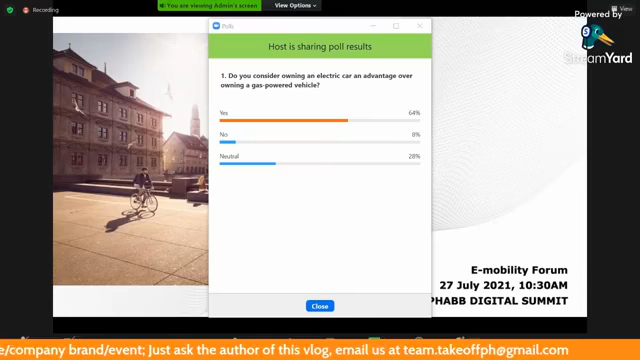 Recording
You are viewing Admin's screen
View Options
View
Powered by
StreamYard
Polls
Host is sharing poll results
1. Do you consider owning an electric car an advantage over
owning a gas-powered vehicle?
Yes 64%
No 8%
Neutral 28%
Close
E-mobility Forum
27 July 2021, 10:30AM
PHABB DIGITAL SUMMIT
e/company brand/event; Just ask the author of this vlog, email us at team.takeoffph@gmail.com